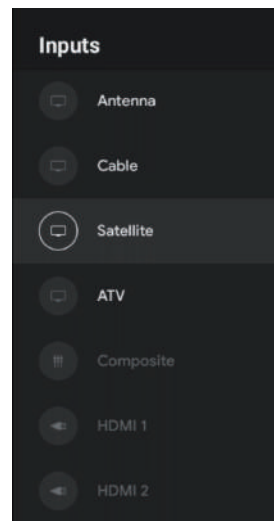 Inputs
Antenna
Cable
Satellite
ATV
Composite
HDMI 1
HDMI 2